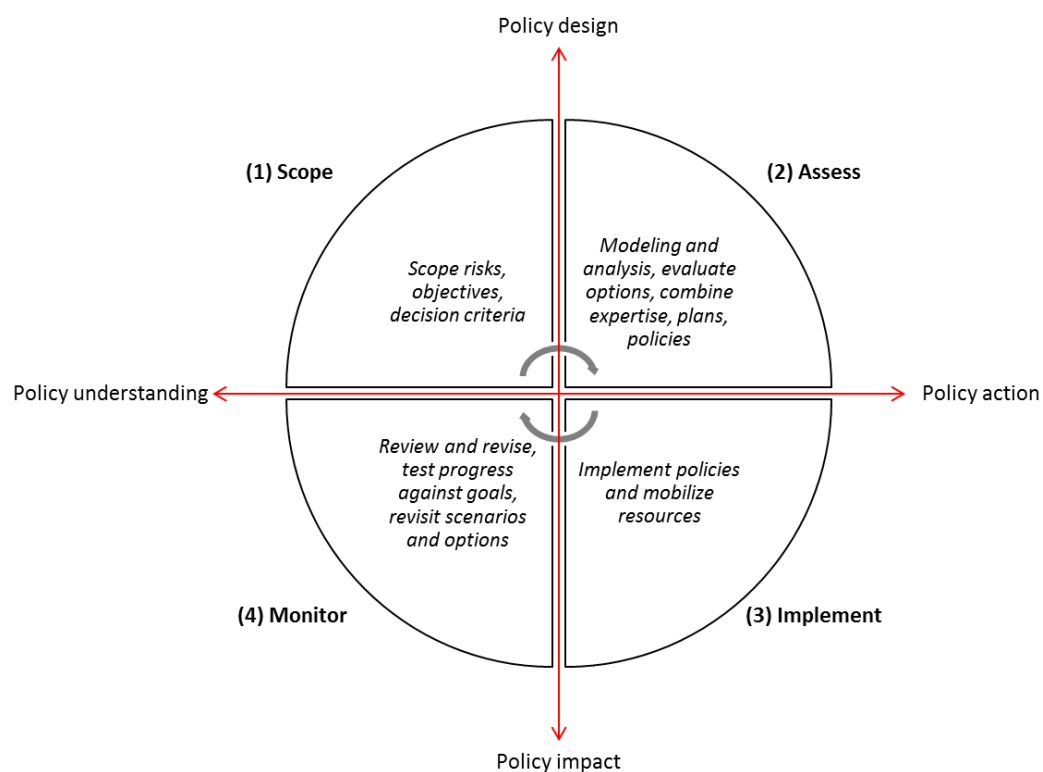 Policy design
(1) Scope
(2) Assess
Scope risks,
objectives,
decision criteria
Modeling and
analysis, evaluate
options, combine
expertise, plans,
policies
Policy understanding
Policy action
Review and revise,
test progress
against goals,
revisit scenarios
and options
Implement policies
and mobilize
resources
(4) Monitor
(3) Implement
Policy impact